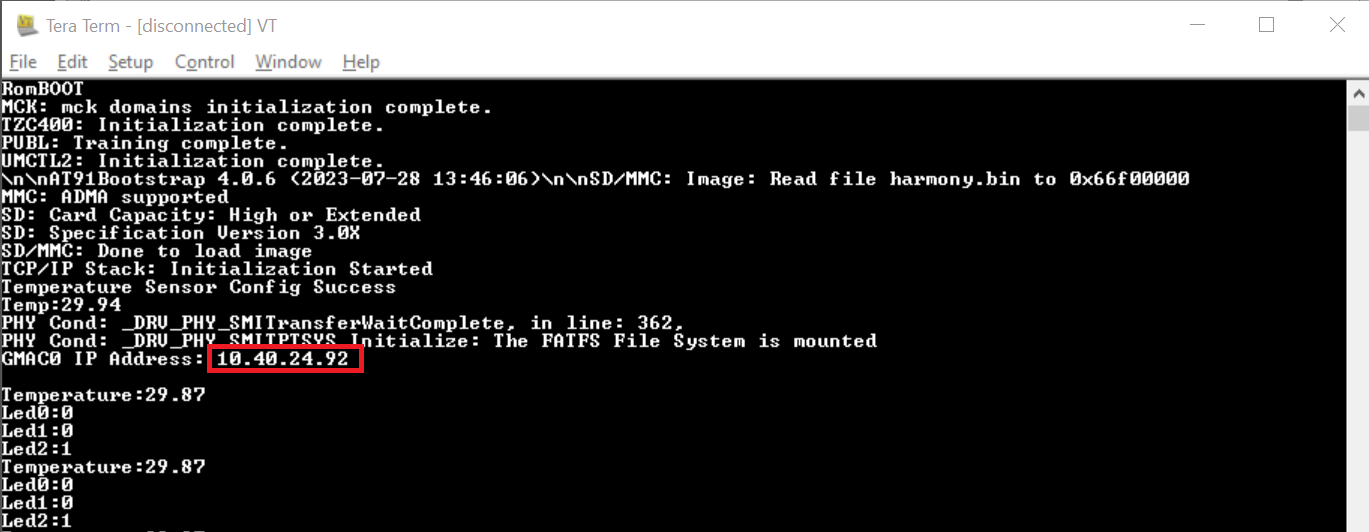 Tera Term - [disconnected] VT
File Edit Setup Control Window Help
RomBOOT
MCK: mck domains initialization complete.
TZC400: Initialization complete.
PUBL: Training complete.
UMCTL2: Initialization complete.
\n\nAT91Bootstrap 4.0.6 (2023-07-28 13:46:06)\n\nSD/MMC: Image: Read file harmony.bin to 0x66f00000
MMC: ADMA supported
SD: Card Capacity: High or Extended
SD: Specification Version 3.0X
SD/MMC: Done to load image
TCP/IP Stack: Initialization Started
Temperature Sensor Config Success
Temp:29.94
PHY Cond: _DRV_PHY_SMITransferWaitComplete, in line: 362,
PHY Cond: _DRV_PHY_SMITPTSYS_Initialize: The FATFS File System is mounted
GMAC0 IP Address: 10.40.24.92
Temperature:29.87
Led0:0
Led1:0
Led2:1
Temperature:29.87
Led0:0
Led1:0
Led2:1